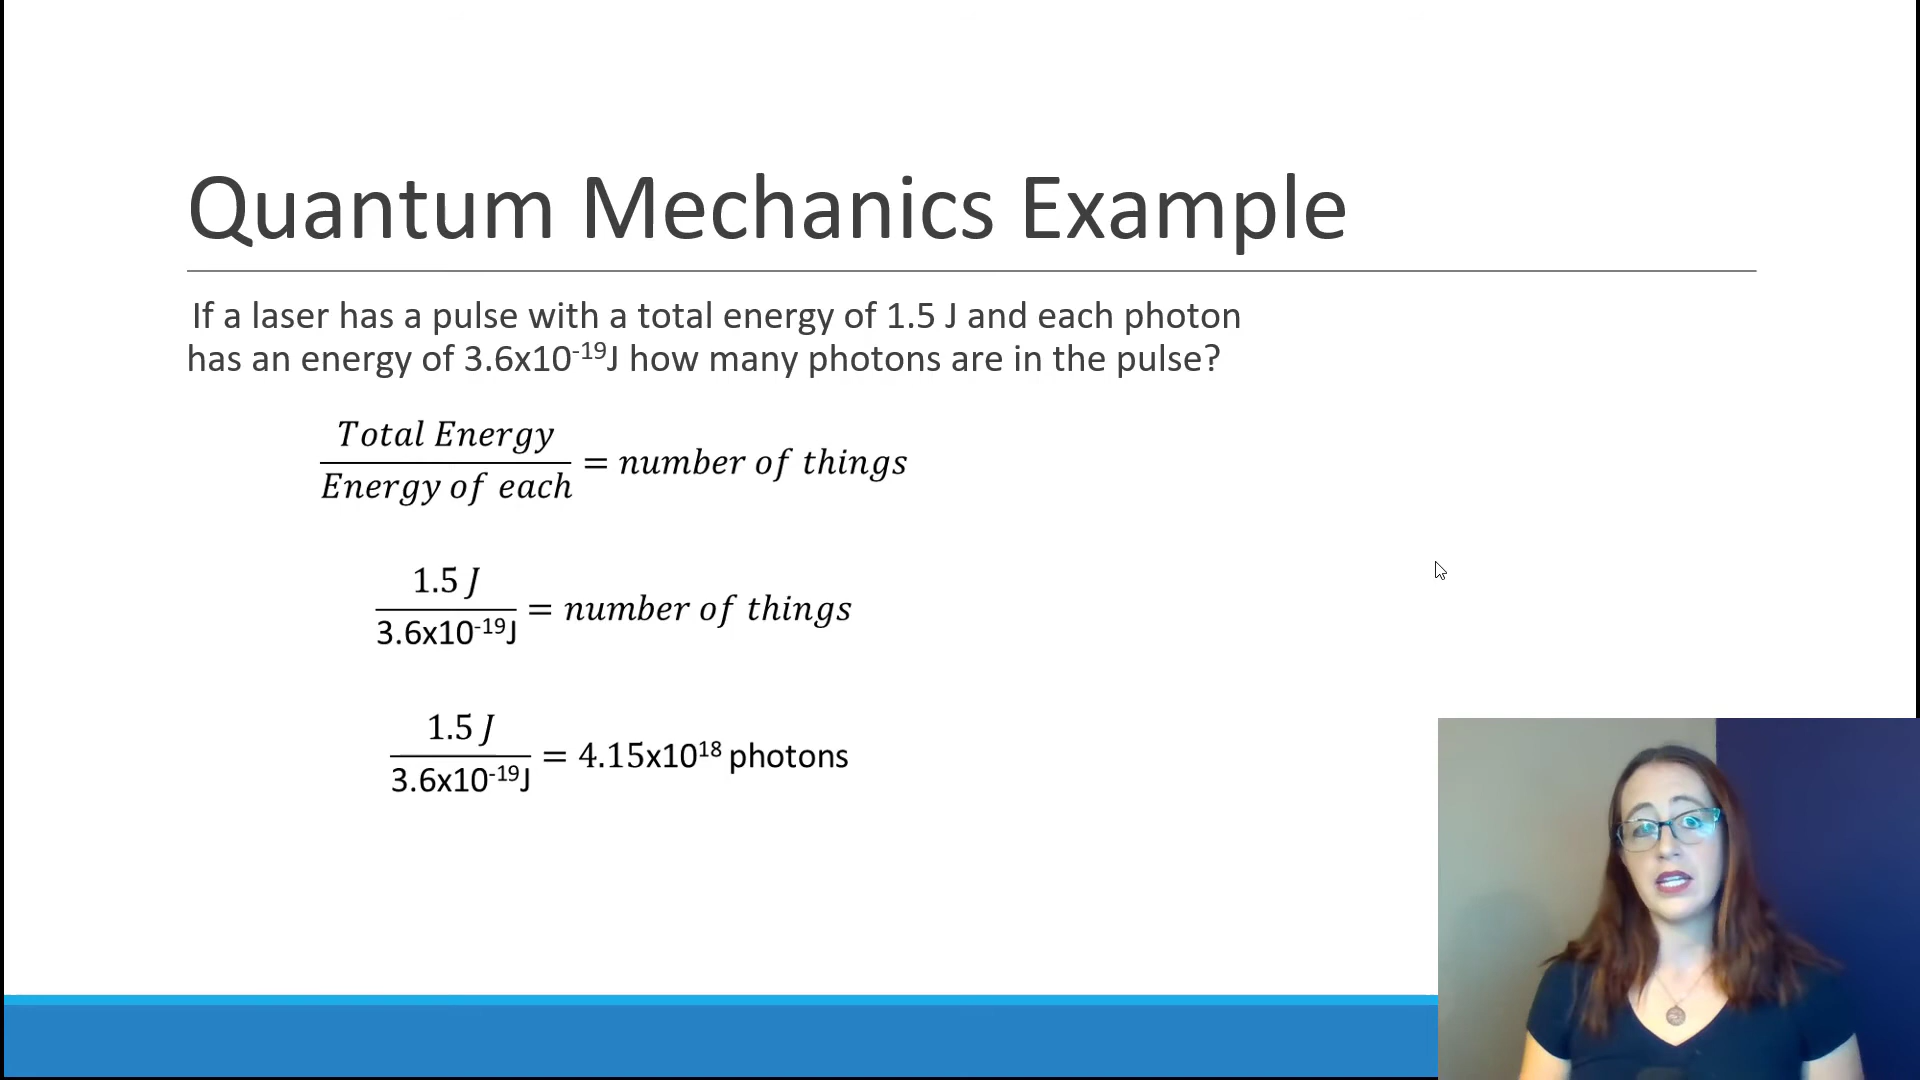 Quantum Mechanics Example
If a laser has a pulse with a total energy of 1.5 J and each photon
has an energy of 3.6x10⁻¹⁹J how many photons are in the pulse?
Total Energy
Energy of each
= number of things
1.5 J
3.6x10⁻¹⁹J
= number of things
1.5 J
3.6x10⁻¹⁹J
= 4.15x10¹⁸ photons